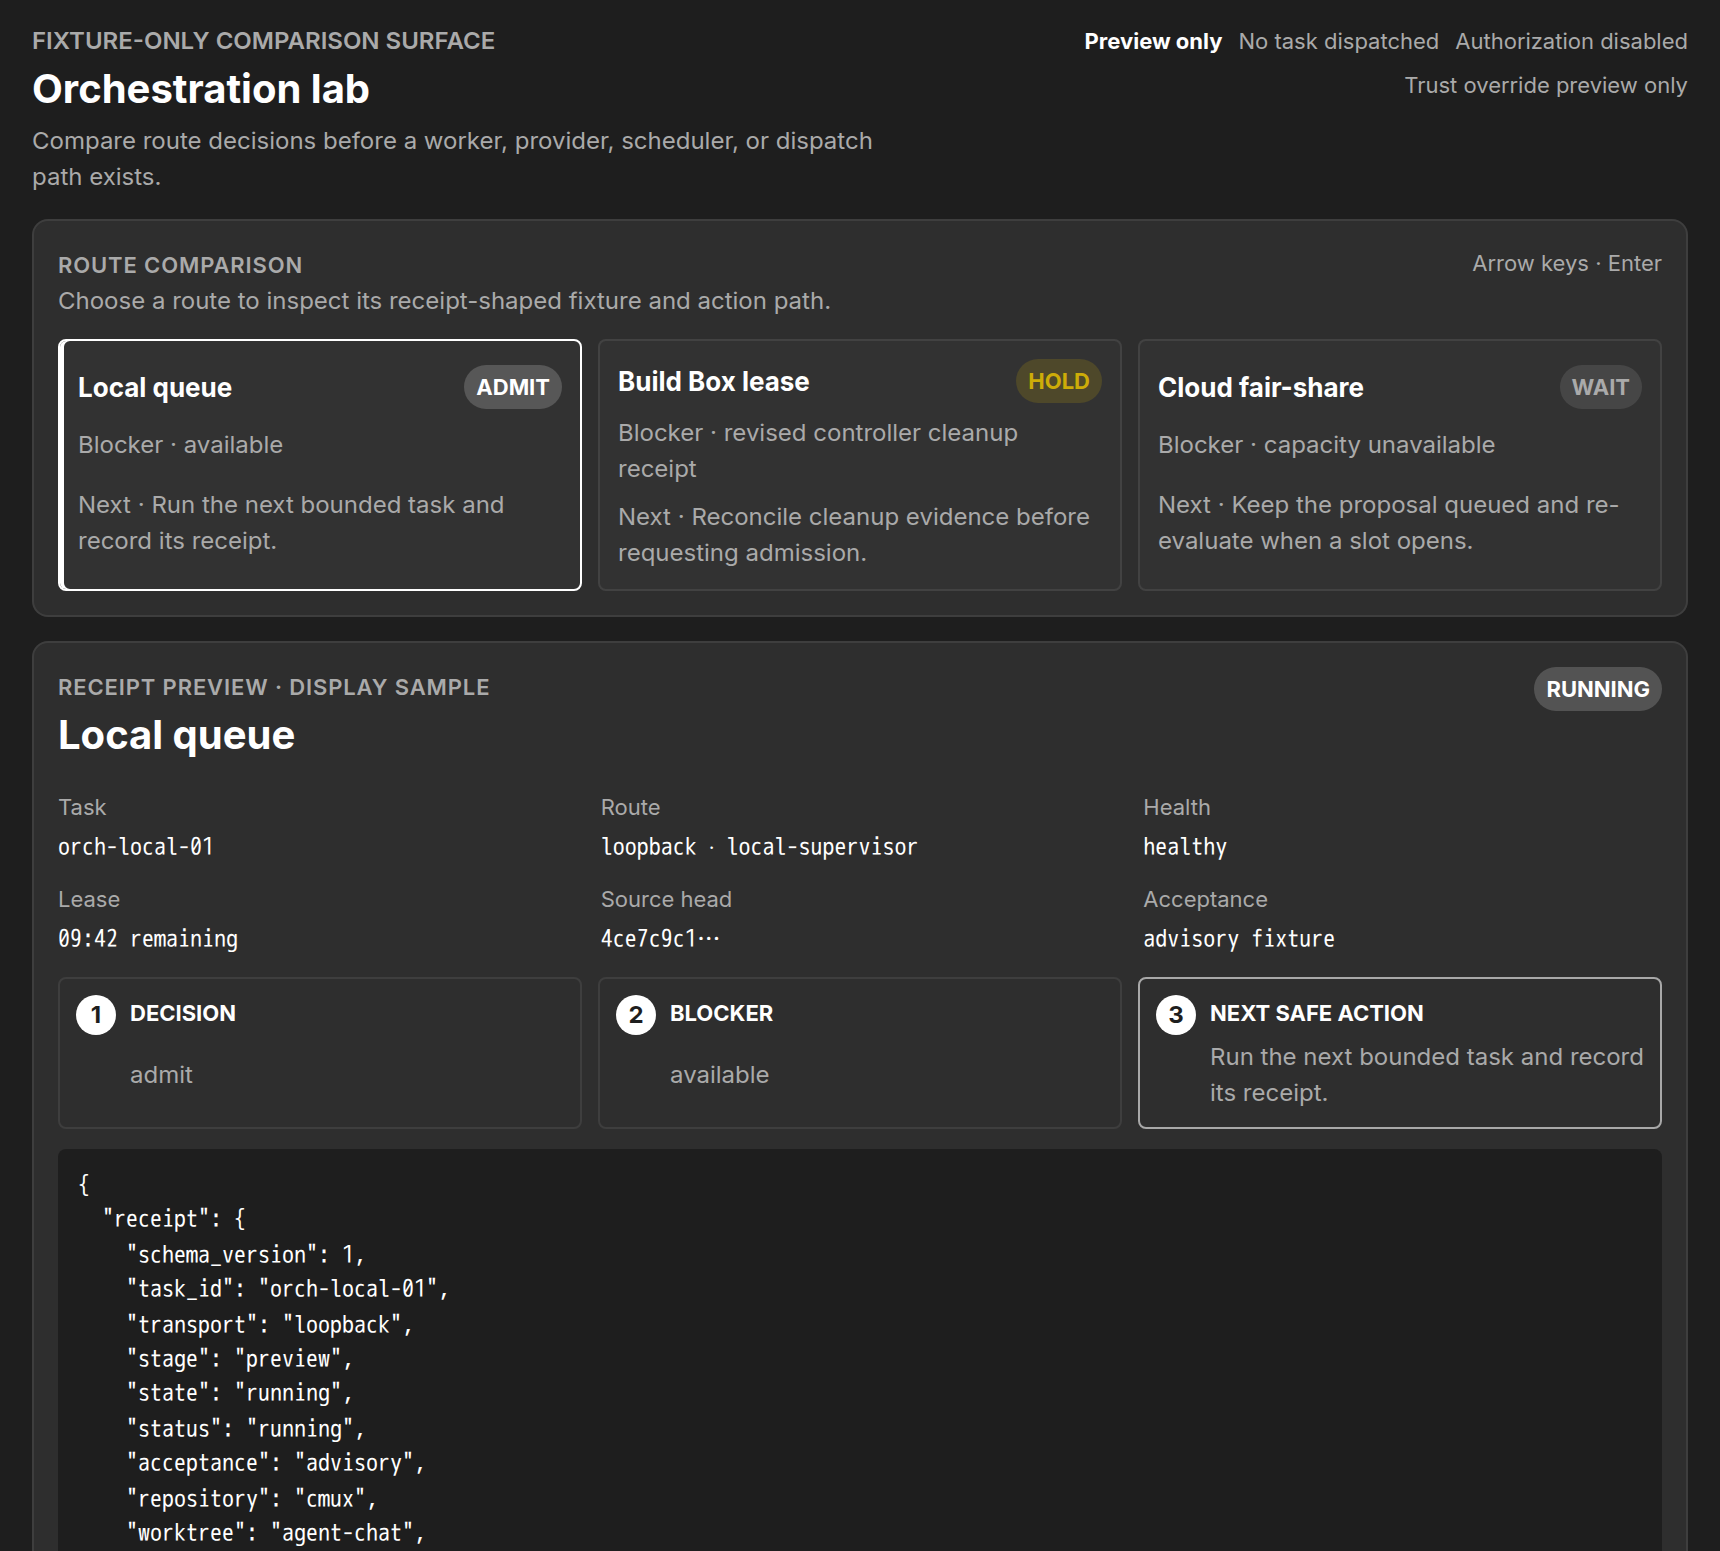 FIXTURE-ONLY COMPARISON SURFACE
Orchestration lab
Compare route decisions before a worker, provider, scheduler, or dispatch
path exists.
Preview only No task dispatched Authorization disabled
Trust override preview only
ROUTE COMPARISON
Choose a route to inspect its receipt-shaped fixture and action path.
Arrow keys · Enter
Local queue
ADMIT
Blocker · available
Next · Run the next bounded task and
record its receipt.
Build Box lease
HOLD
Blocker · revised controller cleanup
receipt
Next · Reconcile cleanup evidence before
requesting admission.
Cloud fair-share
WAIT
Blocker · capacity unavailable
Next · Keep the proposal queued and re-
evaluate when a slot opens.
RECEIPT PREVIEW · DISPLAY SAMPLE
RUNNING
Local queue
Task
orch-local-01
Route
loopback · local-supervisor
Health
healthy
Lease
09:42 remaining
Source head
4ce7c9c1…
Acceptance
advisory fixture
1 DECISION
admit
2 BLOCKER
available
3 NEXT SAFE ACTION
Run the next bounded task and record
its receipt.
{
  "receipt": {
    "schema_version": 1,
    "task_id": "orch-local-01",
    "transport": "loopback",
    "stage": "preview",
    "state": "running",
    "status": "running",
    "acceptance": "advisory",
    "repository": "cmux",
    "worktree": "agent-chat",